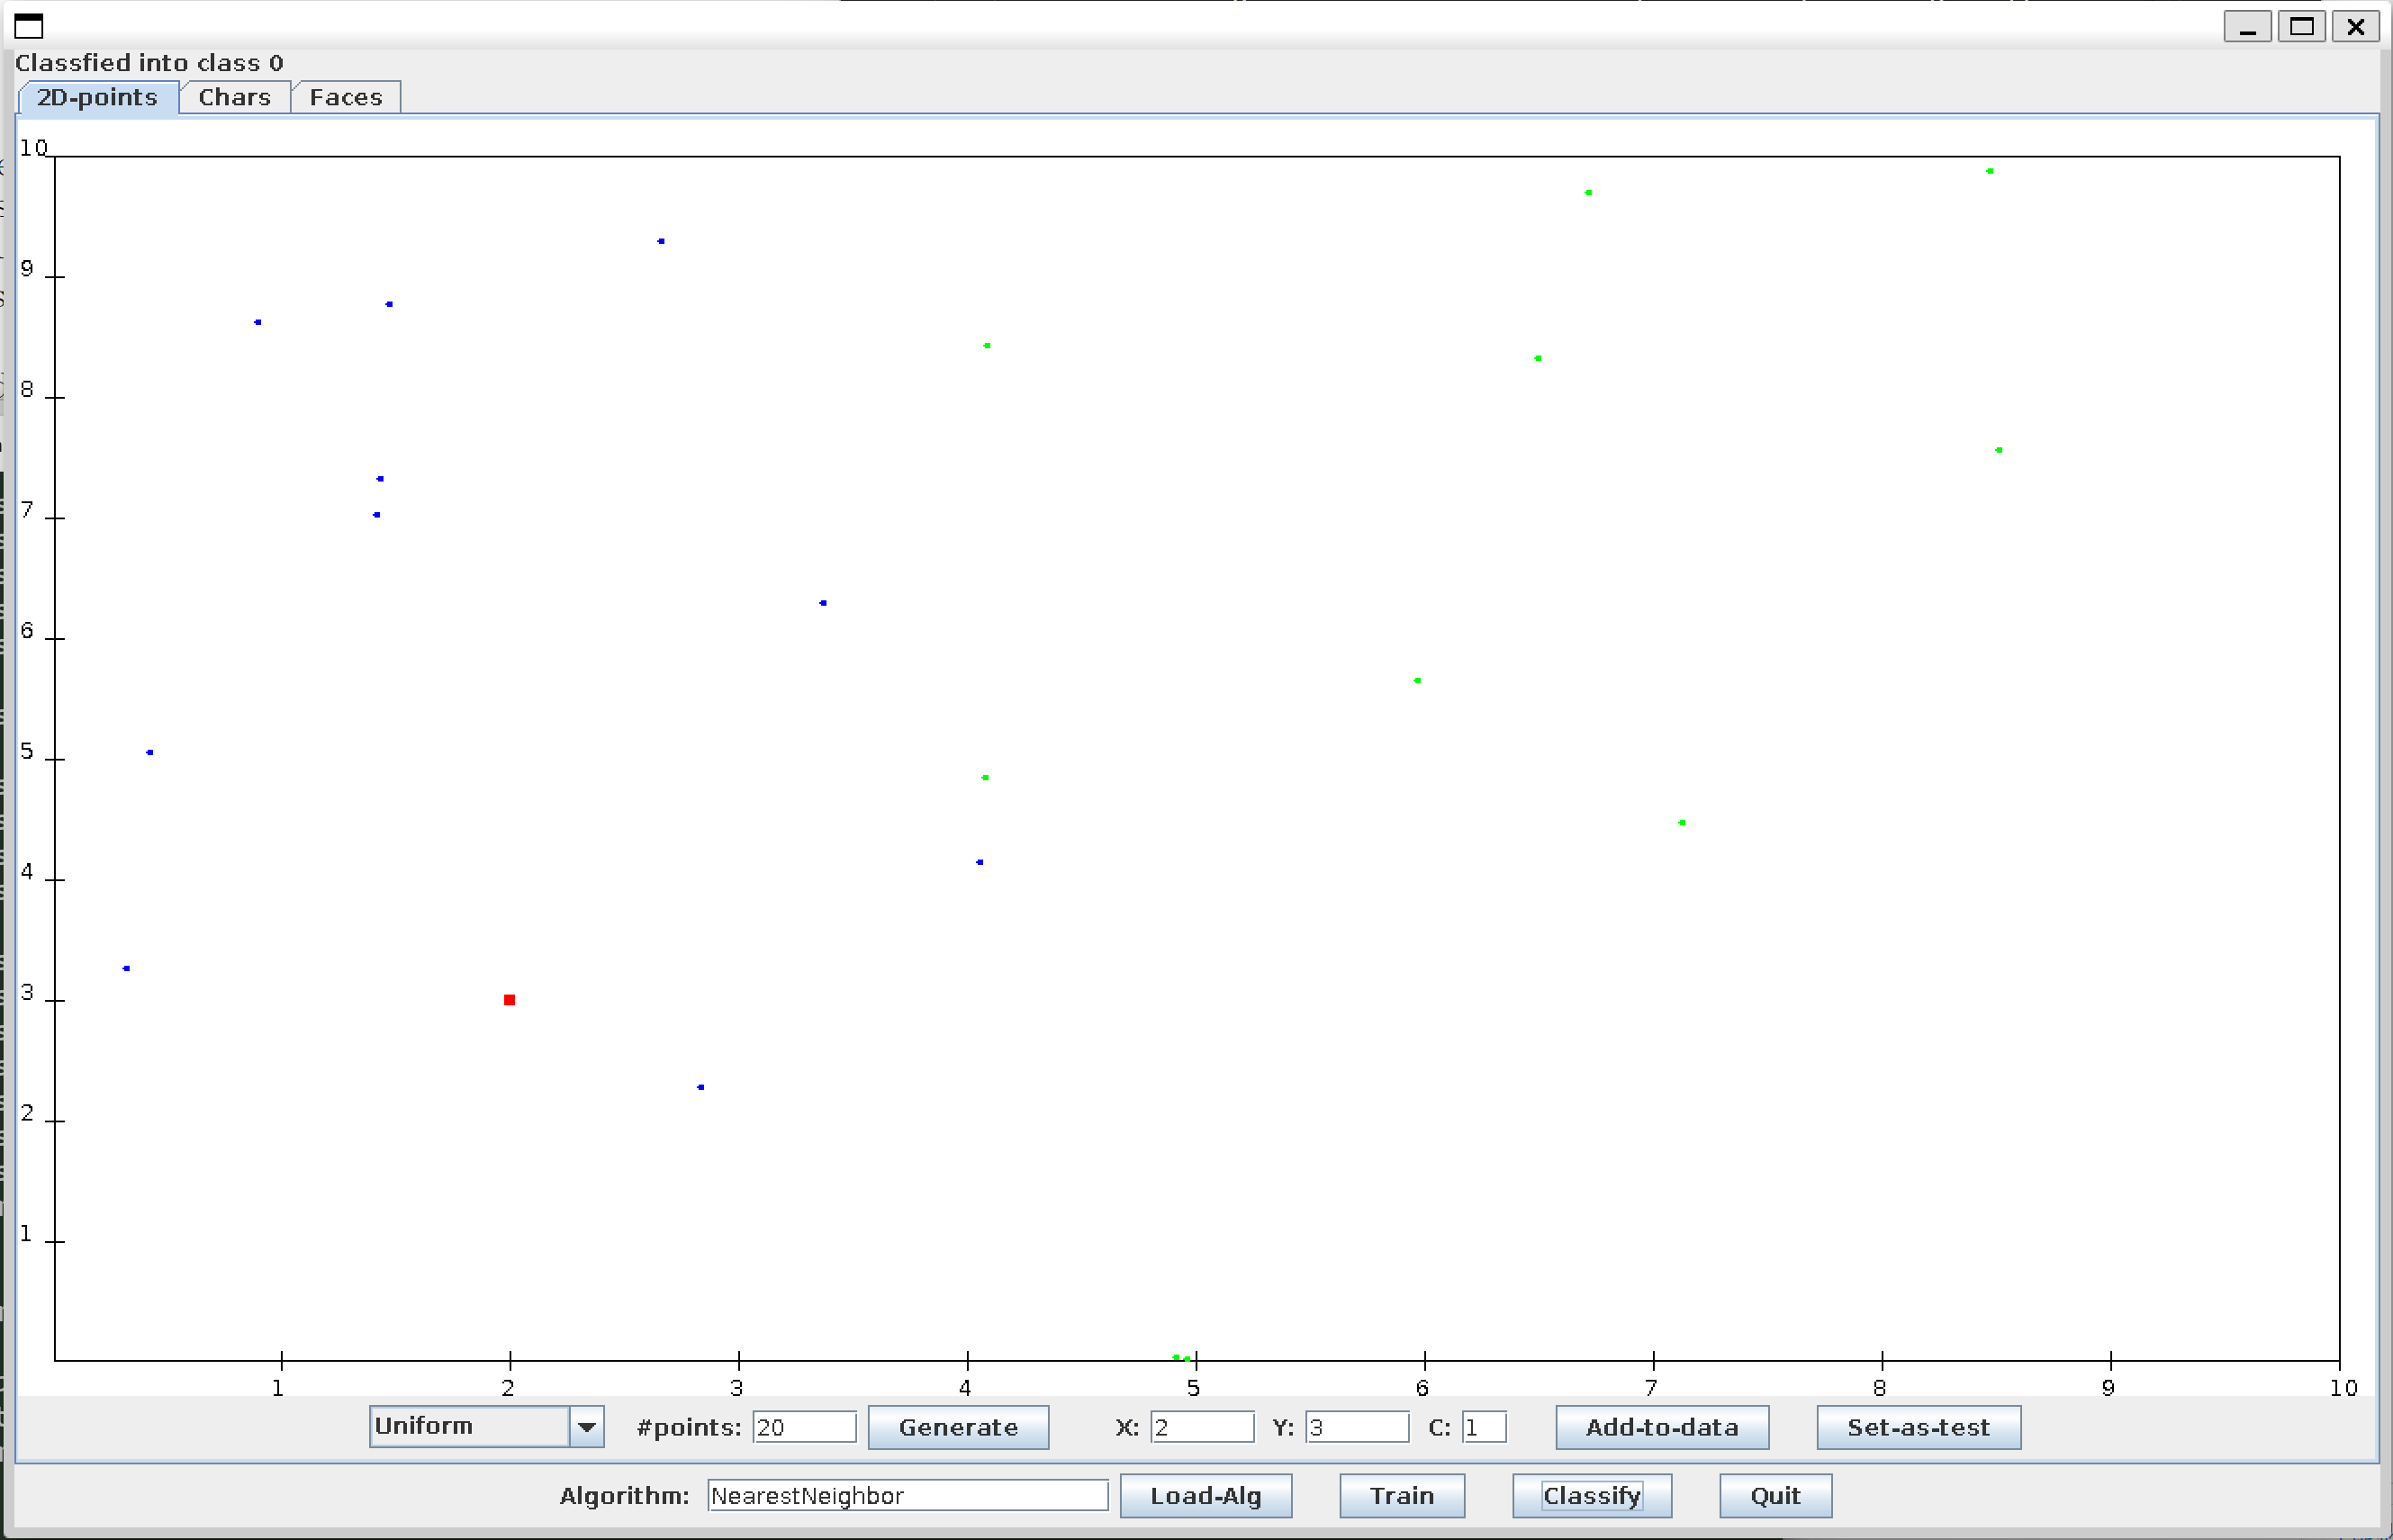 Classfied into class 0
2D-points Chars Faces
10
9
8
7
6
5
4
3
2
1
1 2 3 4 5 6 7 8 9 10
Uniform #points: 20 Generate X: 2 Y: 3 C: 1 Add-to-data Set-as-test
Algorithm: NearestNeighbor Load-Alg Train Classify Quit